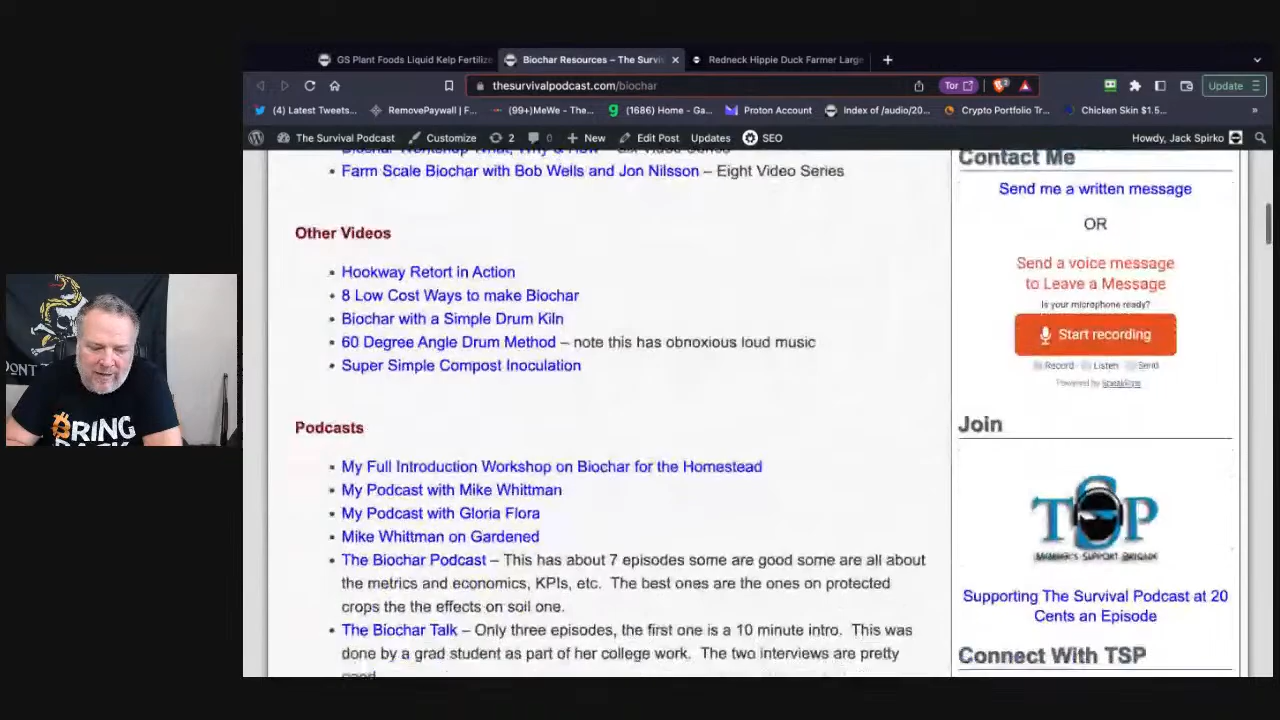 GS Plant Foods Liquid Kelp Fertilize
Biochar Resources – The Surviv
Redneck Hippie Duck Farmer Large
thesurvivalpodcast.com/biochar
Tor
Update
(4) Latest Tweets...
RemovePaywall | F...
(99+)MeWe - The...
(1686) Home - Ga...
Proton Account
Index of /audio/20...
Crypto Portfolio Tr...
Chicken Skin $1.5...
»
The Survival Podcast
Customize
2
0
New
Edit Post
Updates
SEO
Howdy, Jack Spirko
Farm Scale Biochar with Bob Wells and Jon Nilsson – Eight Video Series
Other Videos
Hookway Retort in Action
8 Low Cost Ways to make Biochar
Biochar with a Simple Drum Kiln
60 Degree Angle Drum Method – note this has obnoxious loud music
Super Simple Compost Inoculation
Podcasts
My Full Introduction Workshop on Biochar for the Homestead
My Podcast with Mike Whittman
My Podcast with Gloria Flora
Mike Whittman on Gardened
The Biochar Podcast – This has about 7 episodes some are good some are all about
the metrics and economics, KPIs, etc. The best ones are the ones on protected
crops the the effects on soil one.
The Biochar Talk – Only three episodes, the first one is a 10 minute intro. This was
done by a grad student as part of her college work. The two interviews are pretty
Contact Me
Send me a written message
OR
Send a voice message
to Leave a Message
Is your microphone ready?
Start recording
Record Listen Send
Powered by SpeakPipe
Join
TSP
MEMBER'S SUPPORT BRIGADE
Supporting The Survival Podcast at 20
Cents an Episode
Connect With TSP
DONT
BRING